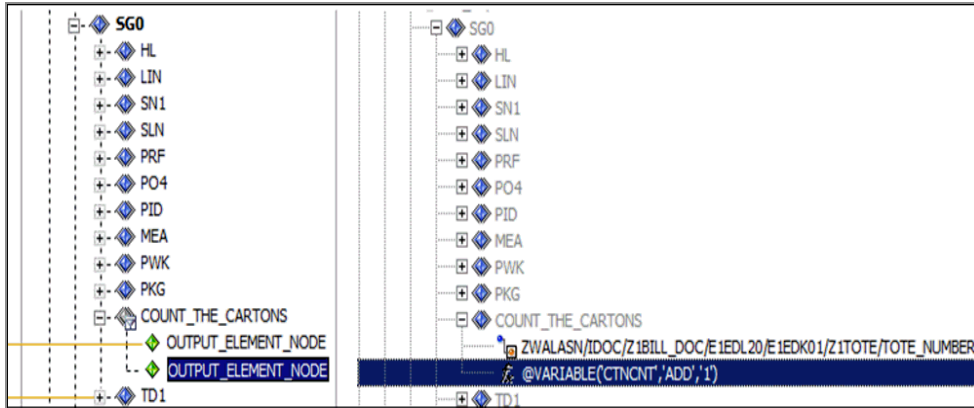 SG0
HL
LIN
SN1
SLN
PRF
PO4
PID
MEA
PWK
PKG
COUNT_THE_CARTONS
OUTPUT_ELEMENT_NODE
OUTPUT_ELEMENT_NODE
TD1
SG0
HL
LIN
SN1
SLN
PRF
PO4
PID
MEA
PWK
PKG
COUNT_THE_CARTONS
ZWALASN/IDOC/Z1BILL_DOC/E1EDL20/E1EDK01/Z1TOTE/TOTE_NUMBER
@VARIABLE('CTNCNT','ADD','1')
TD1